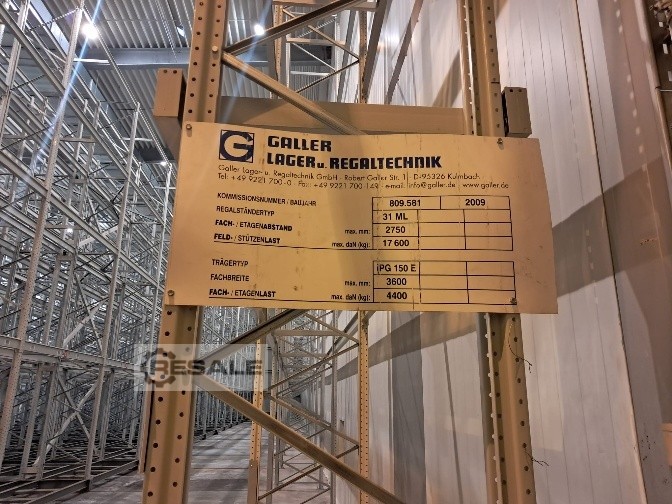 G GALLER
LAGER u. REGALTECHNIK
Galler Lager- u. Regaltechnik GmbH · Robert Galler Str. 1 · D-95326 Kulmbach
Tel: +49 9221 700-0 · Fax: +49 9221 700 149 · e-mail: info@galler.de · www.galler.de
KOMMISSIONSNUMMER / BAUJAHR 809.581 2009
REGALSTÄNDERTYP 31 ML
FACH- / ETAGENABSTAND max. mm: 2750
FELD- / STÜTZENLAST max. daN (kg): 17 600
TRÄGERTYP iPG 150 E
FACHBREITE max. mm: 3600
FACH- / ETAGENLAST max. daN (kg): 4400
RESALE